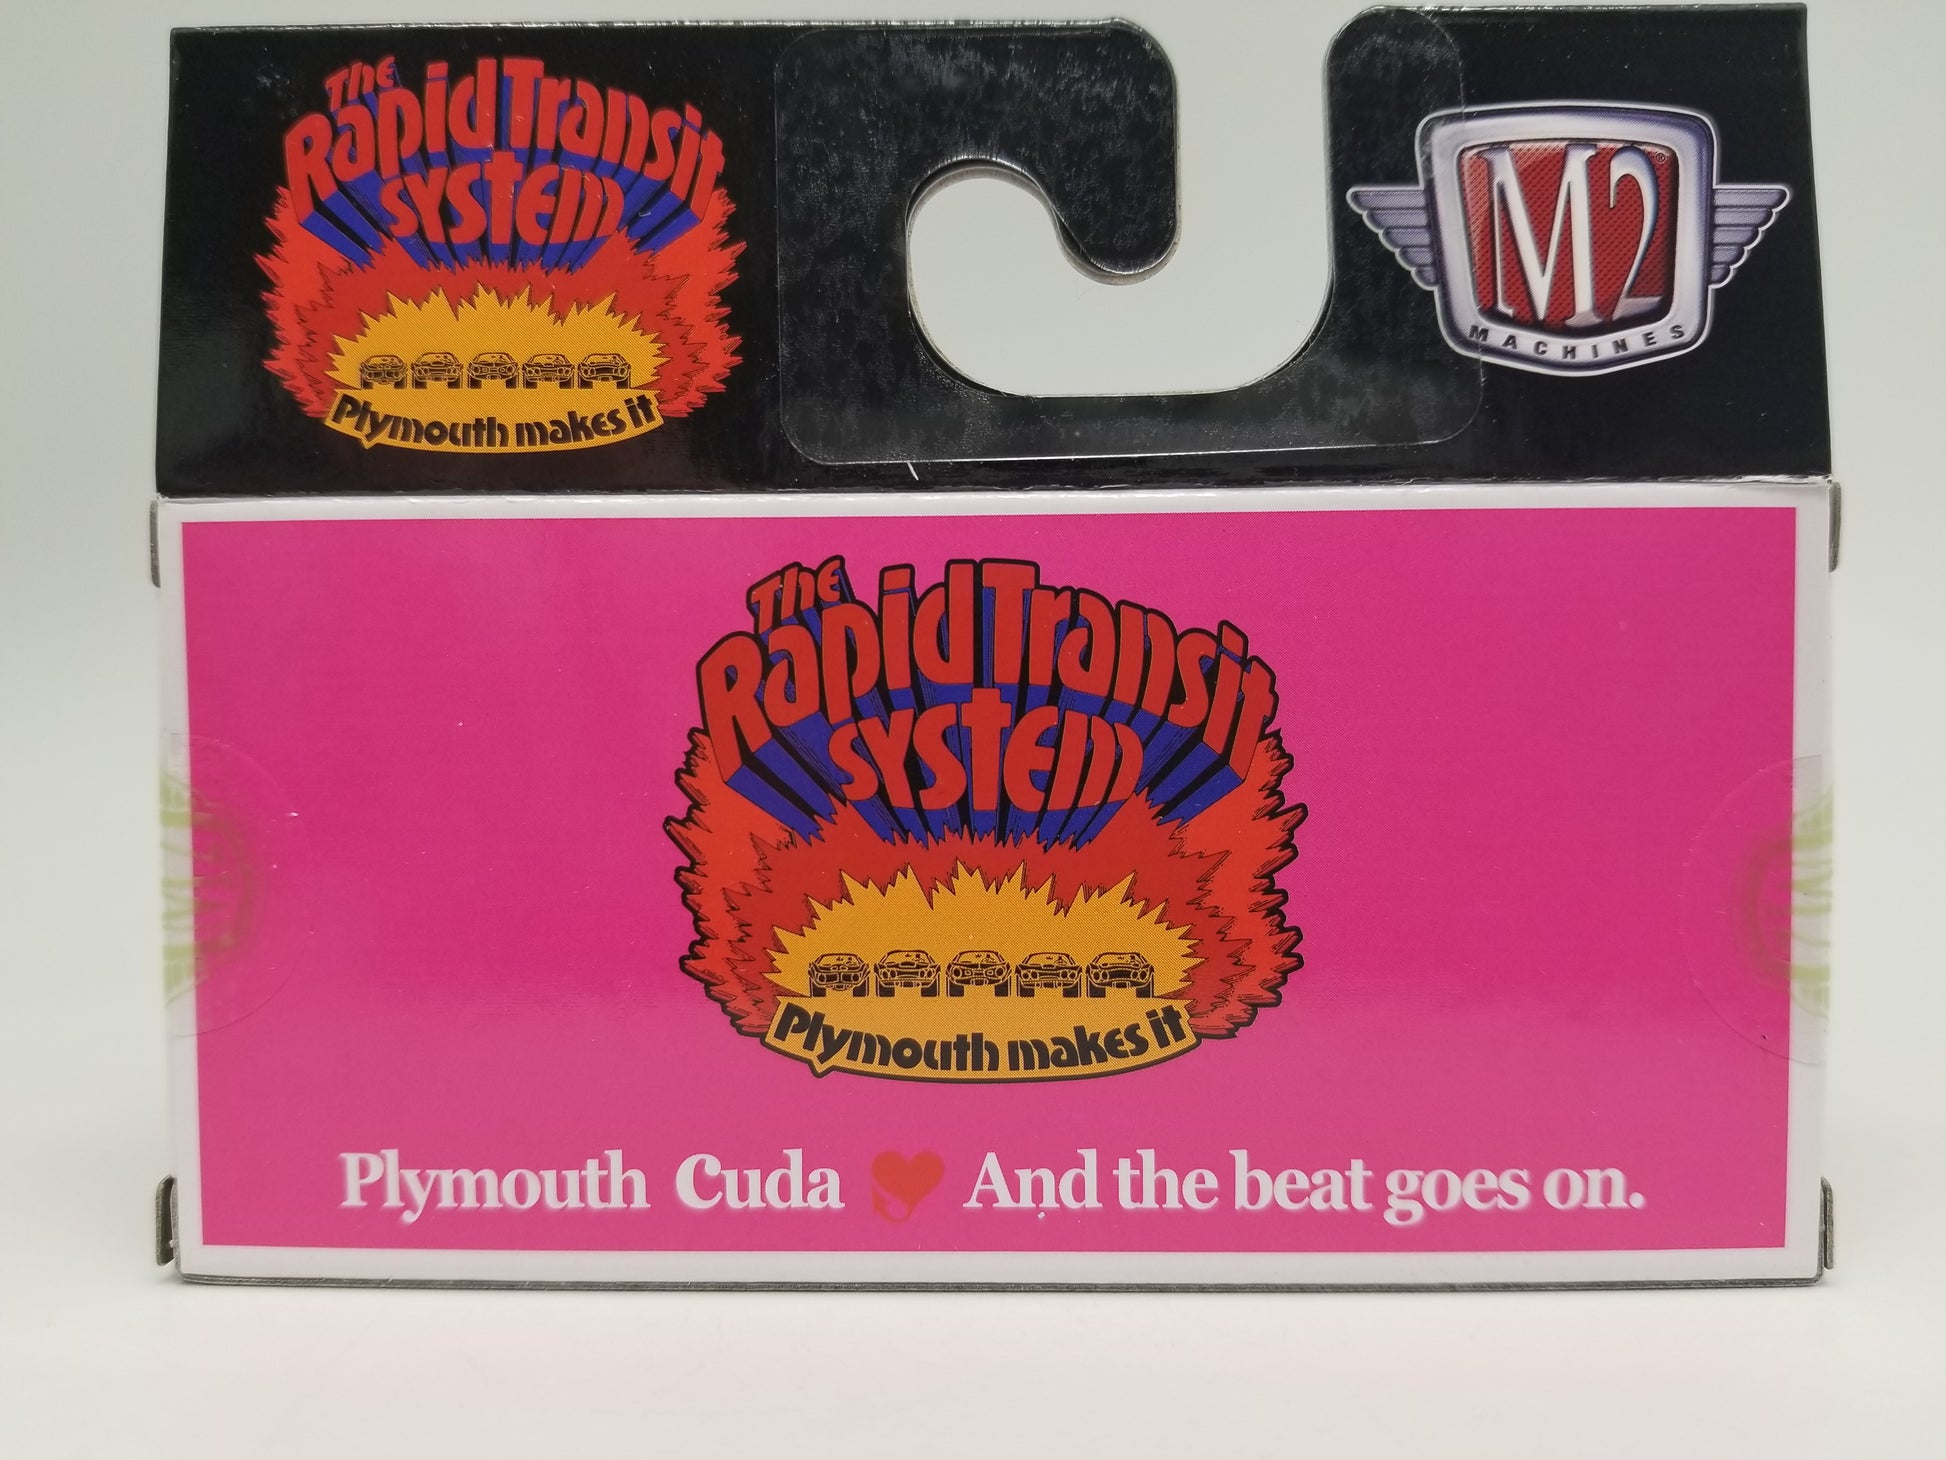 The
Rapid Transit
System
Plymouth makes it
M2®
MACHINES
The
Rapid Transit
System
Plymouth makes it
Plymouth Cuda And the beat goes on.